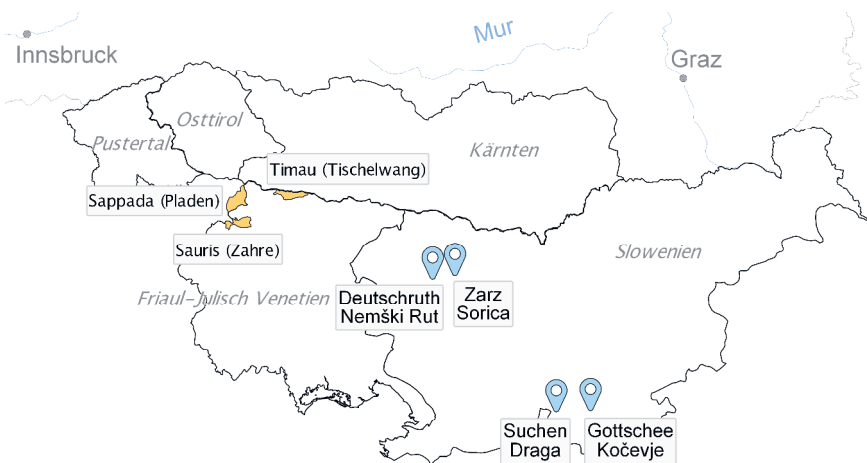 Mur
Innsbruck
Graz
Osttirol
Pustertal
Kärnten
Timau (Tischelwang)
Sappada (Pladen)
Sauris (Zahre)
Slowenien
Friaul-Julisch Venetien
Deutschruth
Nemški Rut
Zarz
Sorica
Suchen
Draga
Gottschee
Kočevje